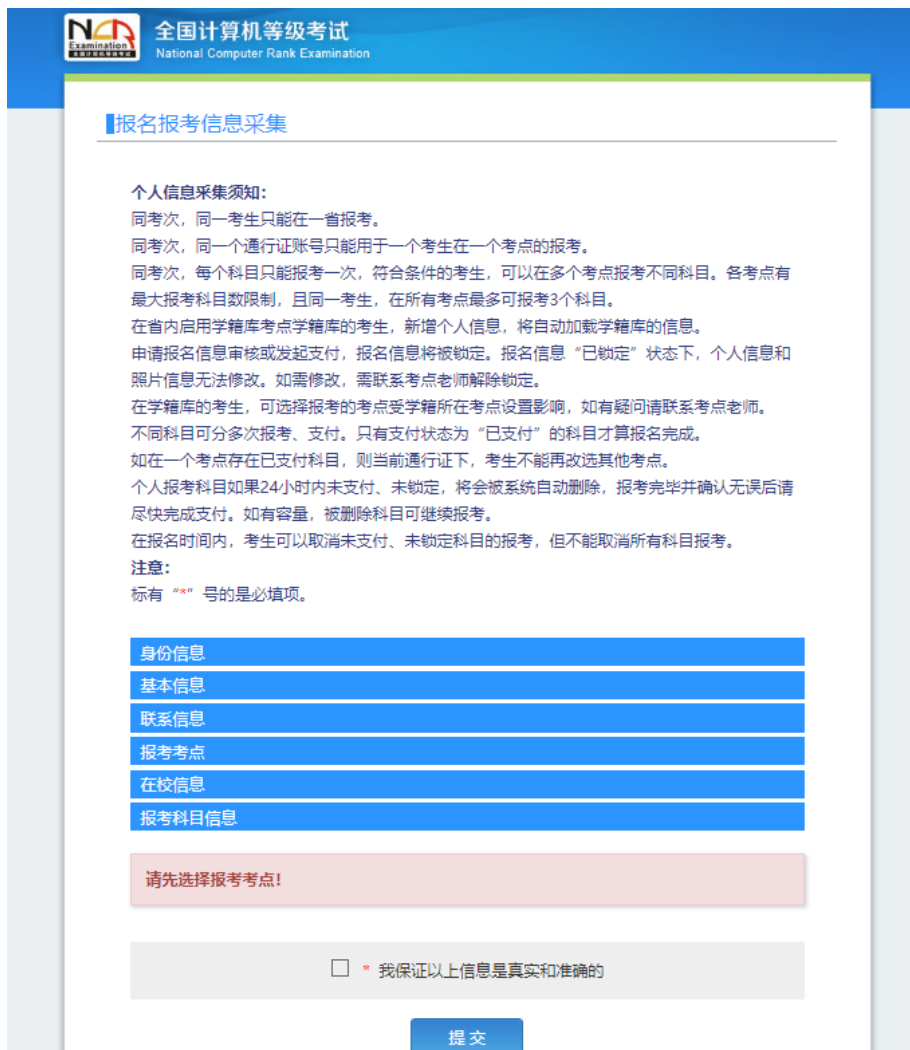 NCR
Examination
全国计算机等级考试
全国计算机等级考试
National Computer Rank Examination
报名报考信息采集
个人信息采集须知：
同考次，同一考生只能在一省报考。
同考次，同一个通行证账号只能用于一个考生在一个考点的报考。
同考次，每个科目只能报考一次，符合条件的考生，可以在多个考点报考不同科目。各考点有
最大报考科目数限制，且同一考生，在所有考点最多可报考3个科目。
在省内启用学籍库考点学籍库的考生，新增个人信息，将自动加载学籍库的信息。
申请报名信息审核或发起支付，报名信息将被锁定。报名信息“已锁定”状态下，个人信息和
照片信息无法修改。如需修改，需联系考点老师解除锁定。
在学籍库的考生，可选择报考的考点受学籍所在考点设置影响，如有疑问请联系考点老师。
不同科目可分多次报考、支付。只有支付状态为“已支付”的科目才算报名完成。
如在一个考点存在已支付科目，则当前通行证下，考生不能再改选其他考点。
个人报考科目如果24小时内未支付、未锁定，将会被系统自动删除，报考完毕并确认无误后请
尽快完成支付。如有容量，被删除科目可继续报考。
在报名时间内，考生可以取消未支付、未锁定科目的报考，但不能取消所有科目报考。
注意：
标有“*”号的是必填项。
身份信息
基本信息
联系信息
报考考点
在校信息
报考科目信息
请先选择报考考点！
* 我保证以上信息是真实和准确的
提 交